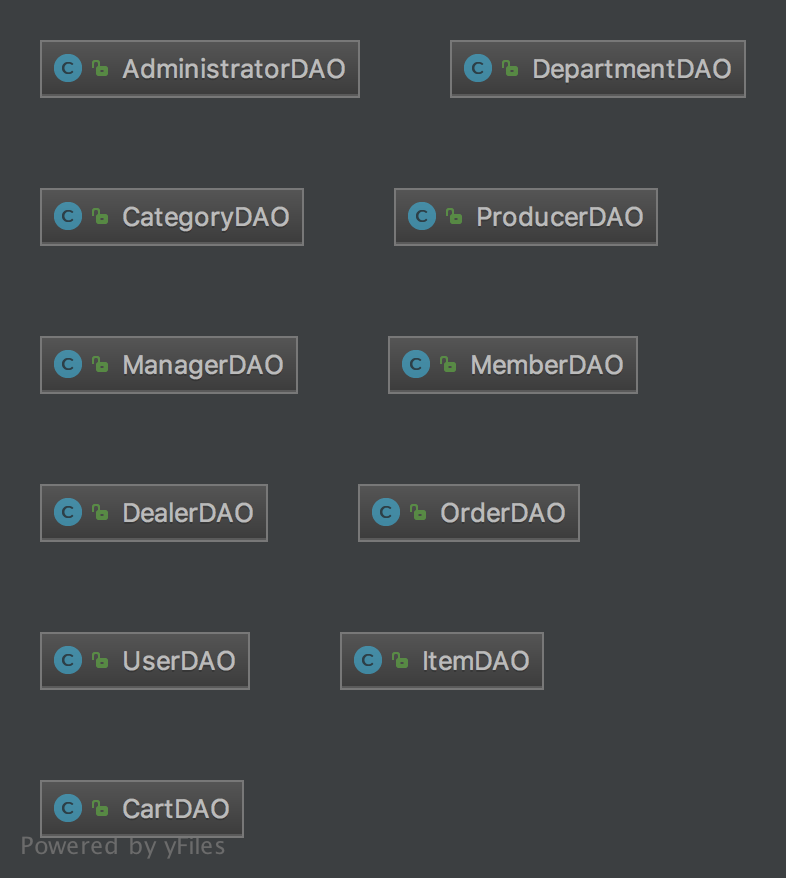 C AdministratorDAO C DepartmentDAO
C CategoryDAO C ProducerDAO
C ManagerDAO C MemberDAO
C DealerDAO C OrderDAO
C UserDAO C ItemDAO
C CartDAO
Powered by yFiles